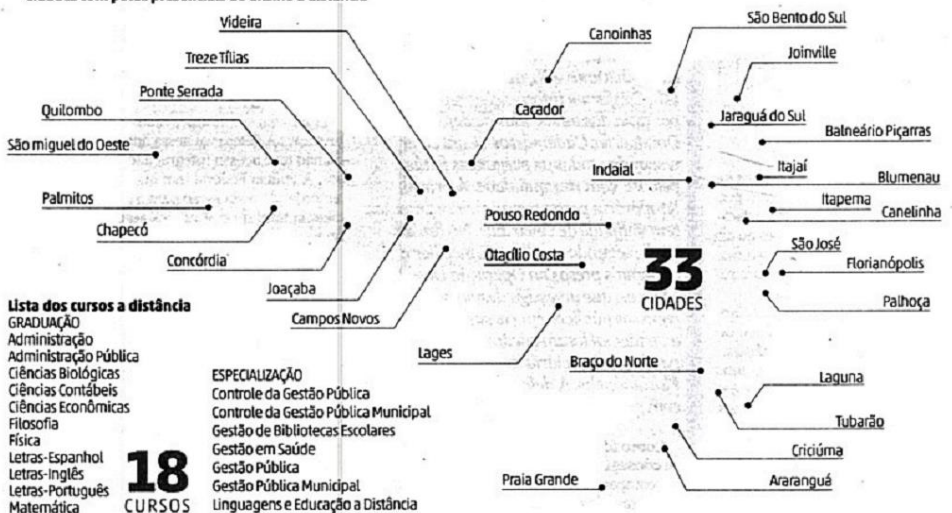 Videira
Treze Tílias
Ponte Serrada
Quilombo
São miguel do Oeste
Palmitos
Chapecó
Concórdia
Joaçaba
Campos Novos
Canoinhas
Caçador
São Bento do Sul
Joinville
Jaraguá do Sul
Balneário Piçarras
Itajaí
Indaial
Blumenau
Itapema
Canelinha
Pouso Redondo
Otacílio Costa
São José
Florianópolis
Palhoça
33
CIDADES
Lages
Braço do Norte
Laguna
Tubarão
Criciúma
Araranguá
Praia Grande
Lista dos cursos a distância
GRADUAÇÃO
Administração
Administração Pública
Ciências Biológicas
Ciências Contábeis
Ciências Econômicas
Filosofia
Física
Letras-Espanhol
Letras-Inglês
Letras-Português
Matemática
18
CURSOS
ESPECIALIZAÇÃO
Controle da Gestão Pública
Controle da Gestão Pública Municipal
Gestão de Bibliotecas Escolares
Gestão em Saúde
Gestão Pública
Gestão Pública Municipal
Linguagens e Educação a Distância